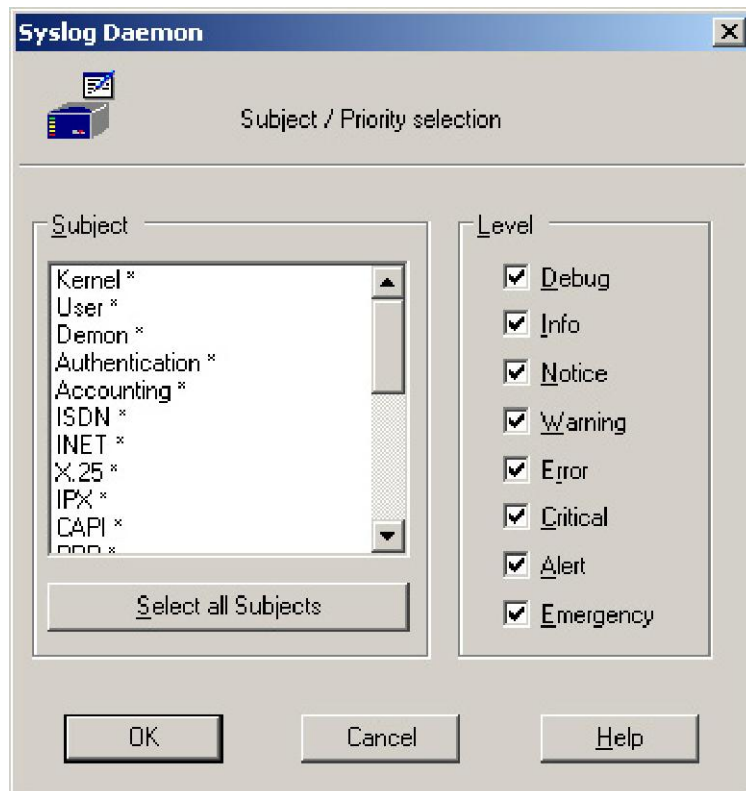 Syslog Daemon
Subject / Priority selection
Subject
Kernel *
User *
Demon *
Authentication *
Accounting *
ISDN *
INET *
X.25 *
IPX *
CAPI *
Select all Subjects
Level
Debug
Info
Notice
Warning
Error
Critical
Alert
Emergency
OK
Cancel
Help